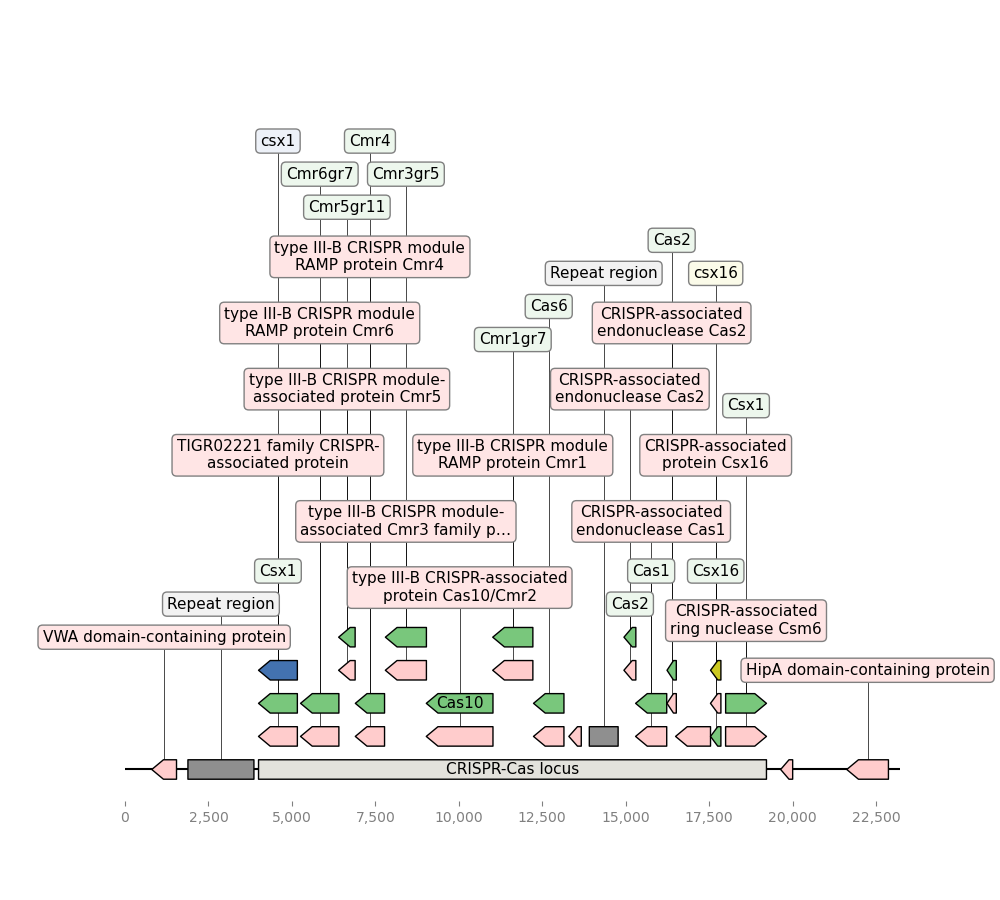 csx1
Cmr4
Cmr6gr7
Cmr3gr5
Cmr5gr11
Cas2
type III-B CRISPR module
RAMP protein Cmr4
Repeat region
csx16
Cas6
type III-B CRISPR module
RAMP protein Cmr6
CRISPR-associated
endonuclease Cas2
Cmr1gr7
type III-B CRISPR module-
associated protein Cmr5
CRISPR-associated
endonuclease Cas2
Csx1
TIGR02221 family CRISPR-
associated protein
type III-B CRISPR module
RAMP protein Cmr1
CRISPR-associated
protein Csx16
type III-B CRISPR module-
associated Cmr3 family p...
CRISPR-associated
endonuclease Cas1
Csx1
type III-B CRISPR-associated
protein Cas10/Cmr2
Cas1
Csx16
Repeat region
Cas2
CRISPR-associated
ring nuclease Csm6
VWA domain-containing protein
HipA domain-containing protein
Cas10
CRISPR-Cas locus
0
2,500
5,000
7,500
10,000
12,500
15,000
17,500
20,000
22,500